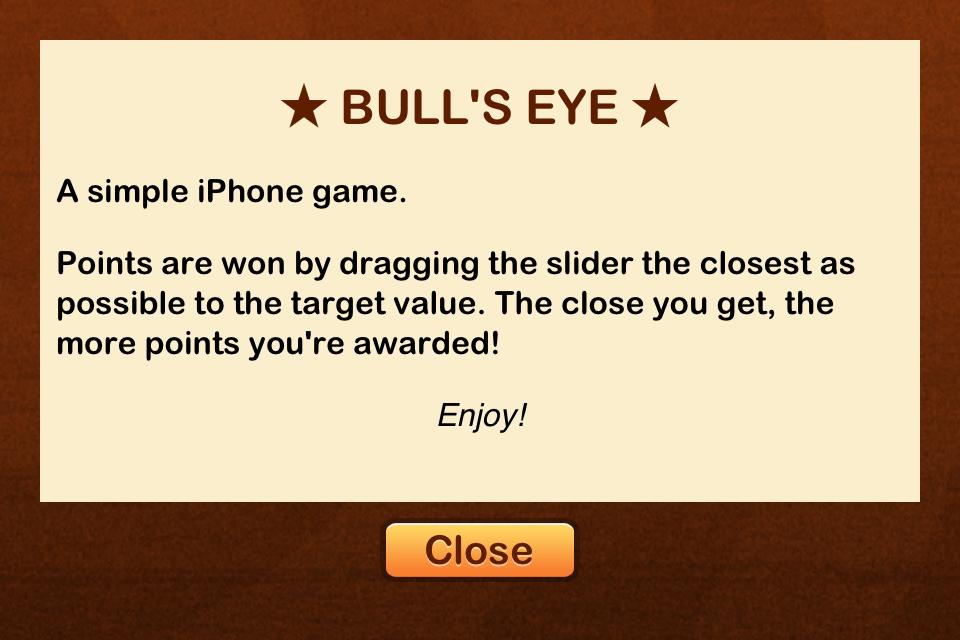 ★ BULL'S EYE ★
A simple iPhone game.
Points are won by dragging the slider the closest as
possible to the target value. The close you get, the
more points you're awarded!
Enjoy!
Close